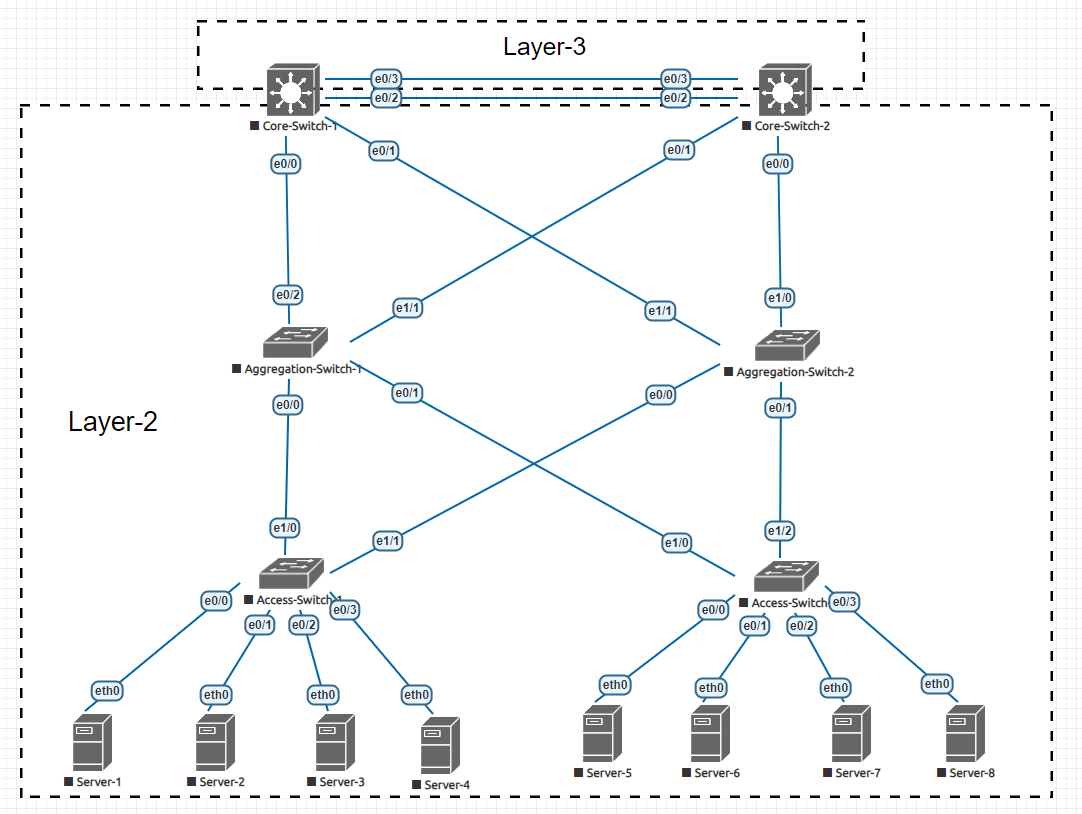 Layer-3
e0/3
e0/3
e0/2
e0/2
Core-Switch-1
Core-Switch-2
e0/1
e0/1
e0/0
e0/0
e0/2
e1/0
e1/1
e1/1
Aggregation-Switch-1
Aggregation-Switch-2
e0/1
e0/0
e0/0
e0/1
Layer-2
e1/0
e1/2
e1/1
e1/0
Access-Switch-1
Access-Switch
e0/0
e0/3
e0/0
e0/3
e0/1
e0/2
e0/1
e0/2
eth0
eth0
eth0
eth0
eth0
eth0
eth0
eth0
Server-1
Server-2
Server-3
Server-4
Server-5
Server-6
Server-7
Server-8